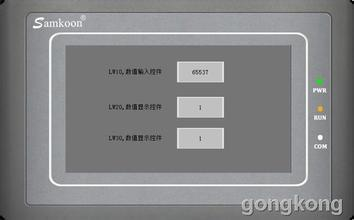 Samkoon®
LW10,数值输入控件 65537
LW20,数值显示控件 1
LW30,数值显示控件 1
PWR
RUN
COM
gongkong